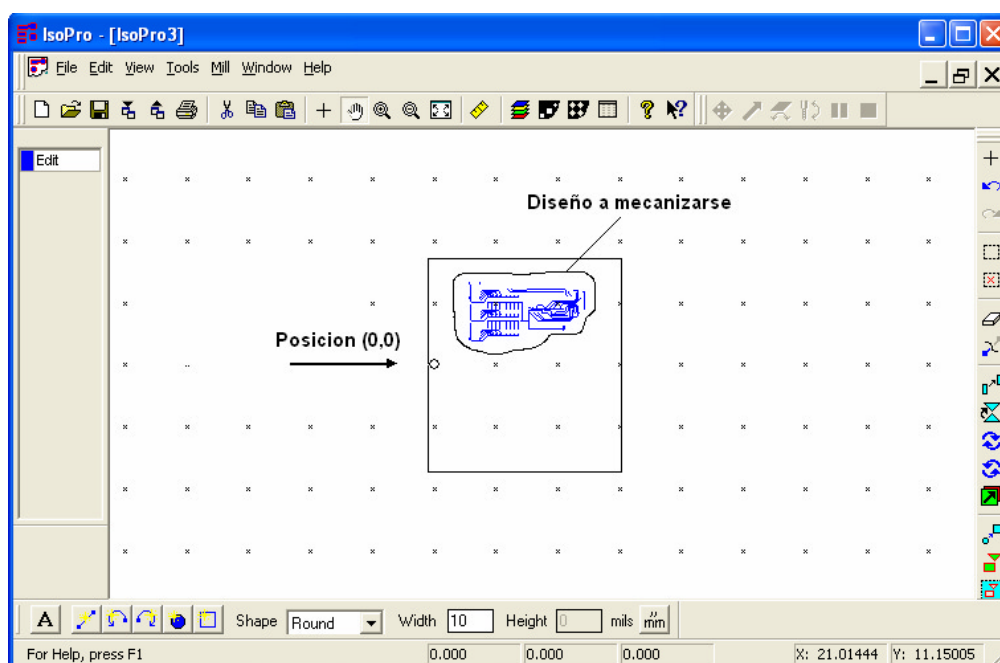 IsoPro - [IsoPro3]
File Edit View Tools Mill Window Help
Edit
Diseño a mecanizarse
Posicion (0,0)
A Shape Round Width 10 Height 0 mils mm
For Help, press F1 0.000 0.000 0.000 X: 21.01444 Y: 11.15005